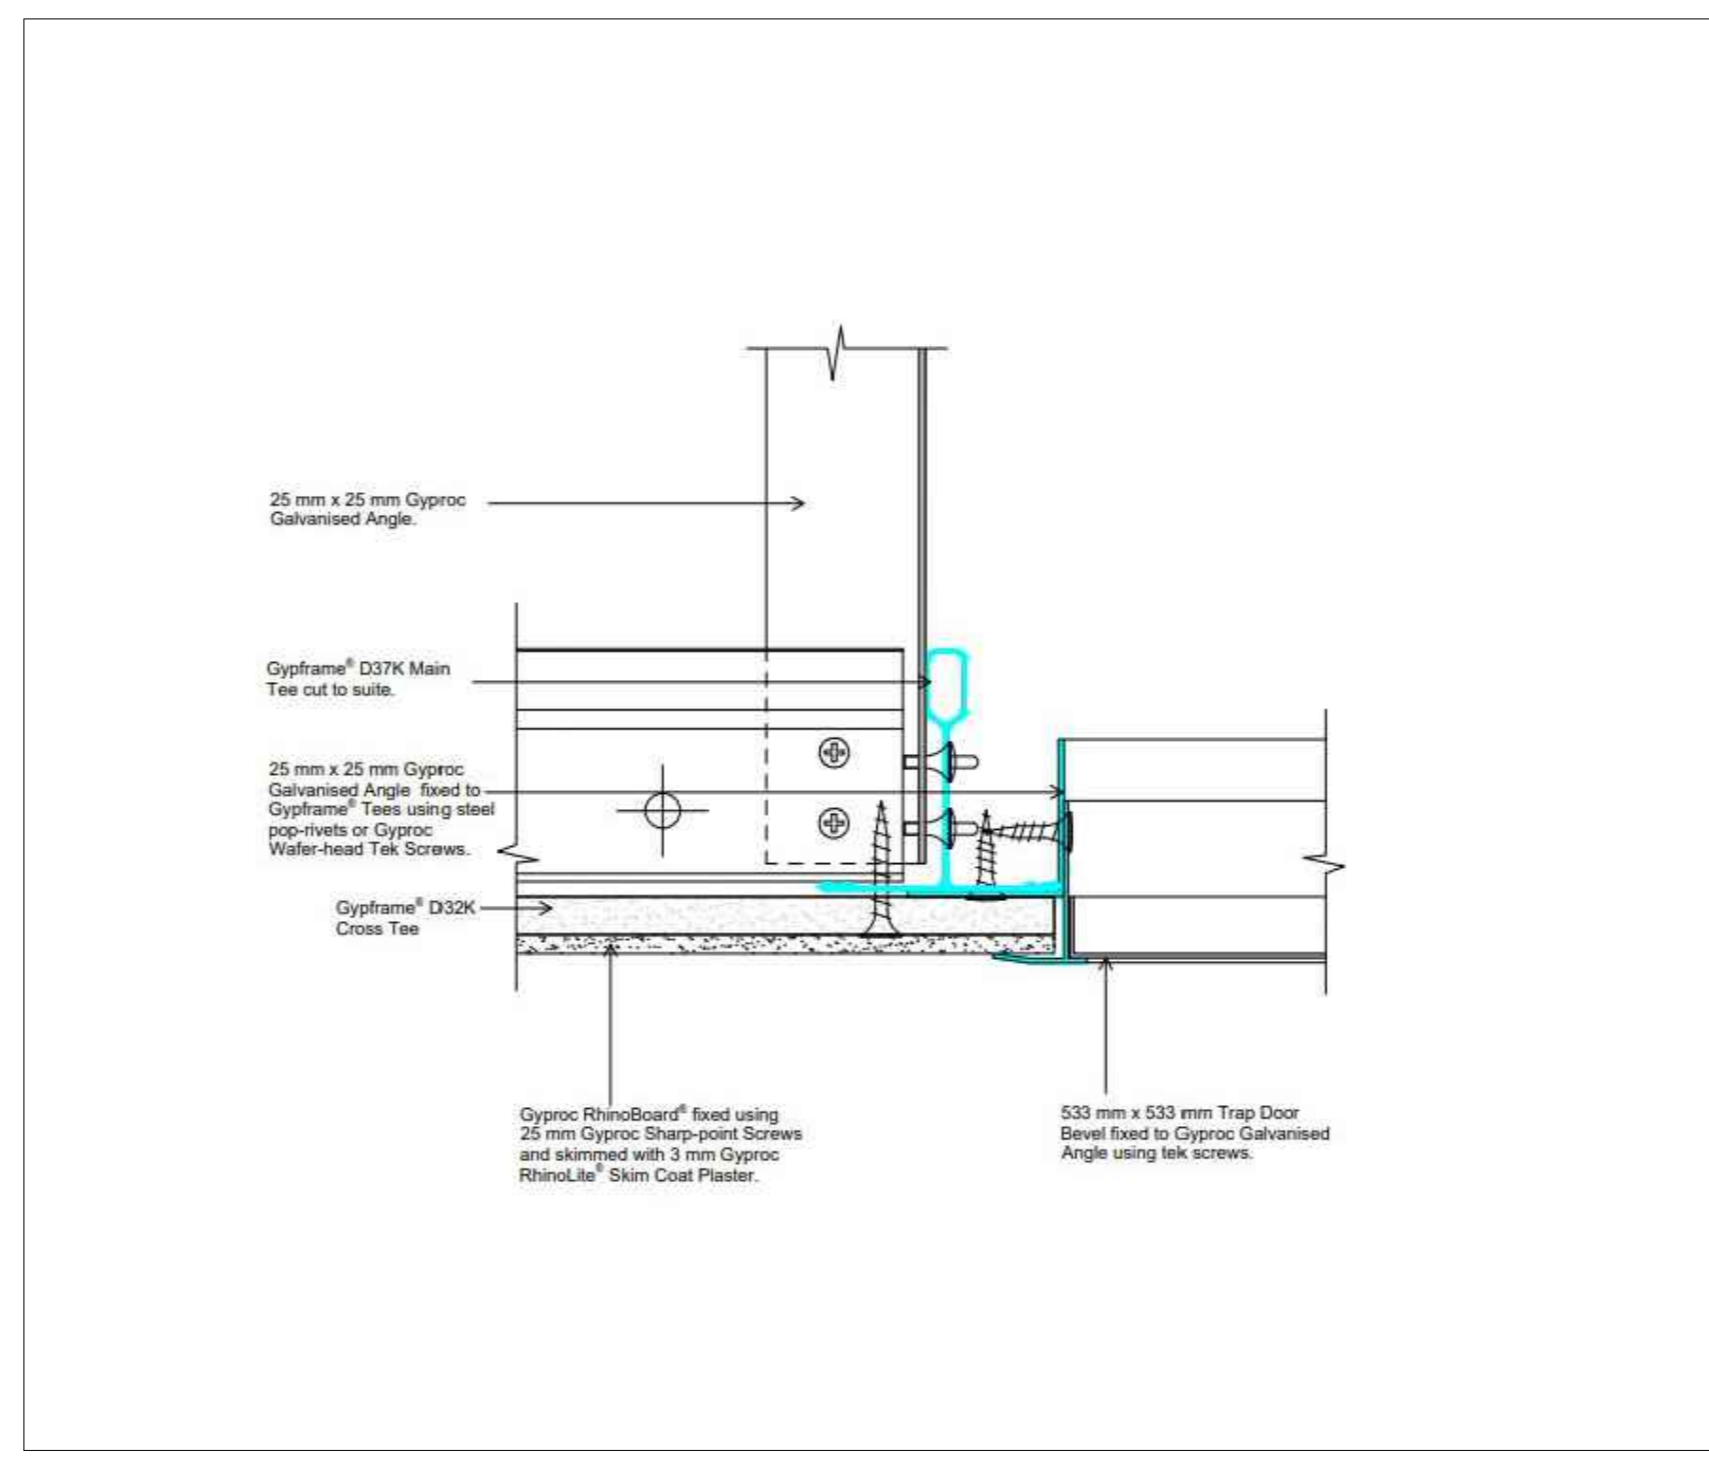 25 mm x 25 mm Gyproc
Galvanised Angle.
Gypframe® D37K Main
Tee cut to suite.
25 mm x 25 mm Gyproc
Galvanised Angle fixed to
Gypframe® Tees using steel
pop-rivets or Gyproc
Wafer-head Tek Screws.
Gypframe® D32K
Cross Tee
Gyproc RhinoBoard® fixed using
25 mm Gyproc Sharp-point Screws
and skimmed with 3 mm Gyproc
RhinoLite® Skim Coat Plaster.
533 mm x 533 mm Trap Door
Bevel fixed to Gyproc Galvanised
Angle using tek screws.